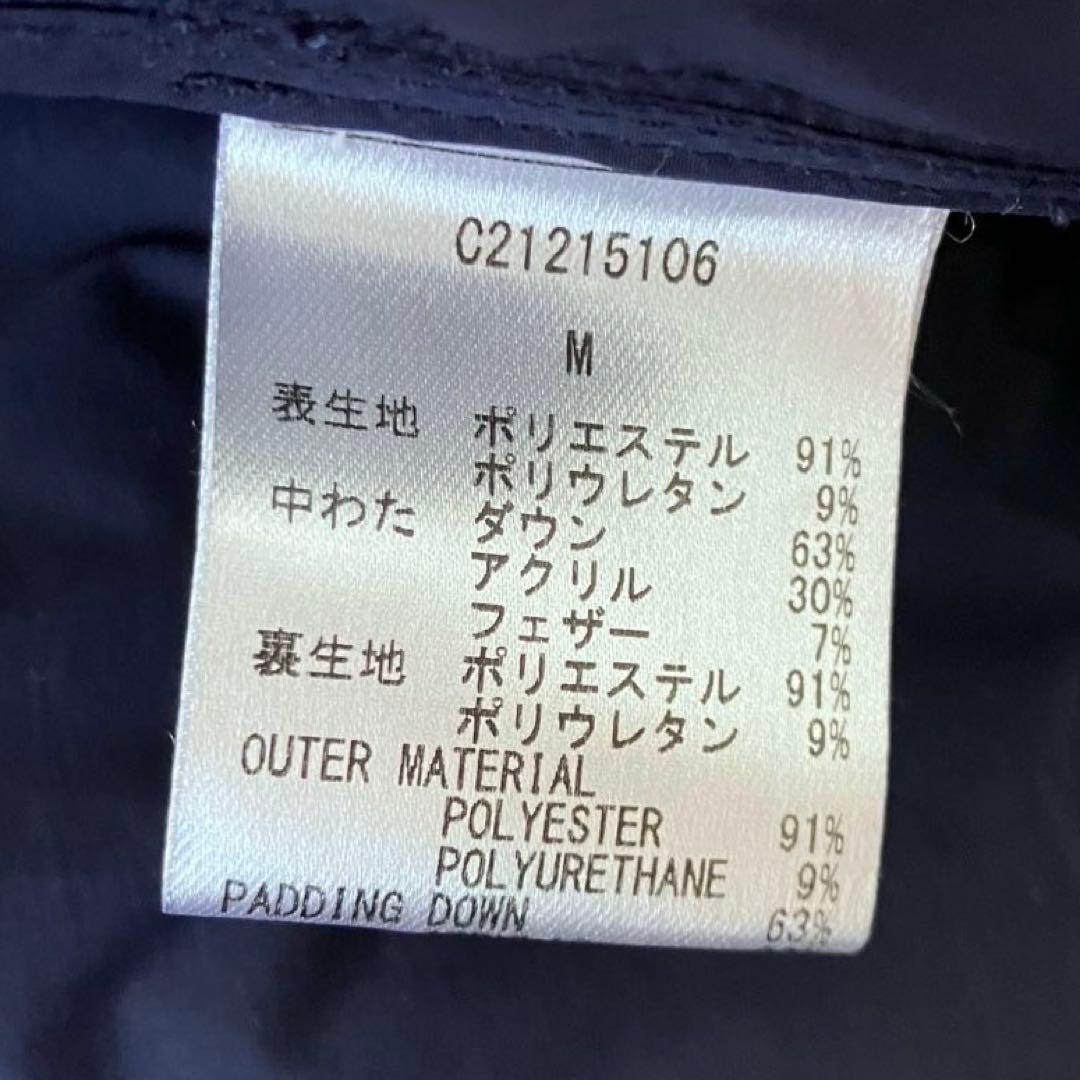 C21215106
M
表生地 ポリエステル 91%
ポリウレタン 9%
中わた ダウン 63%
アクリル 30%
フェザー 7%
裏生地 ポリエステル 91%
ポリウレタン 9%
OUTER MATERIAL
POLYESTER 91%
POLYURETHANE 9%
PADDING DOWN 63%